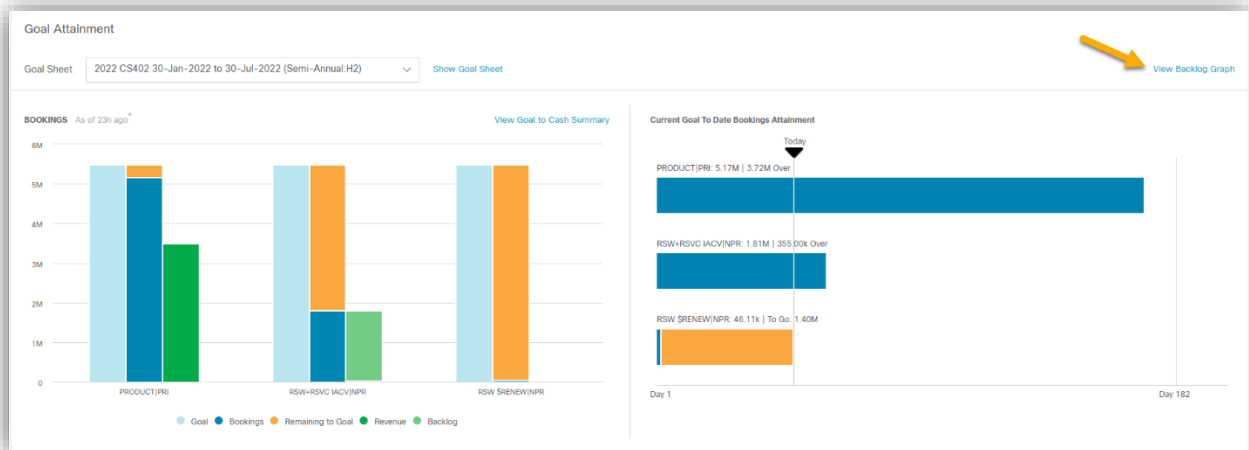 Goal Attainment
Goal Sheet 2022 CS402 30-Jan-2022 to 30-Jul-2022 (Semi-Annual:H2) Show Goal Sheet View Backlog Graph
BOOKINGS As of 23h ago* View Goal to Cash Summary
6M
5M
4M
3M
2M
1M
0
PRODUCT|PRI RSW+RSVC IACV|NPR RSW $RENEW|NPR
Goal Bookings Remaining to Goal Revenue Backlog
Current Goal To Date Bookings Attainment
Today
PRODUCT|PRI: 5.17M | 3.72M Over
RSW+RSVC IACV|NPR: 1.81M | 355.00k Over
RSW $RENEW|NPR: 46.11k | To Go: 1.40M
Day 1 Day 182